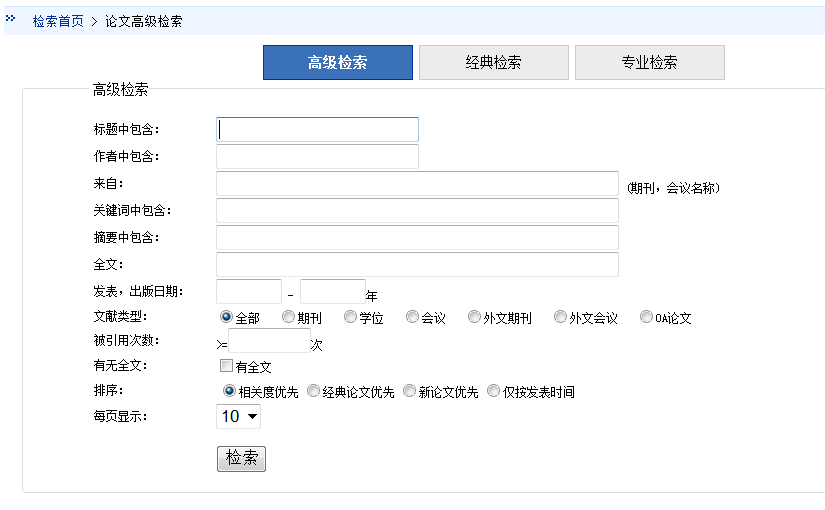 检索首页 > 论文高级检索
高级检索 经典检索 专业检索
高级检索
标题中包含：
作者中包含：
来自： (期刊，会议名称)
关键词中包含：
摘要中包含：
全文：
发表，出版日期： - 年
文献类型： 全部 期刊 学位 会议 外文期刊 外文会议 OA论文
被引用次数： >= 次
有无全文： 有全文
排序： 相关度优先 经典论文优先 新论文优先 仅按发表时间
每页显示： 10
检索